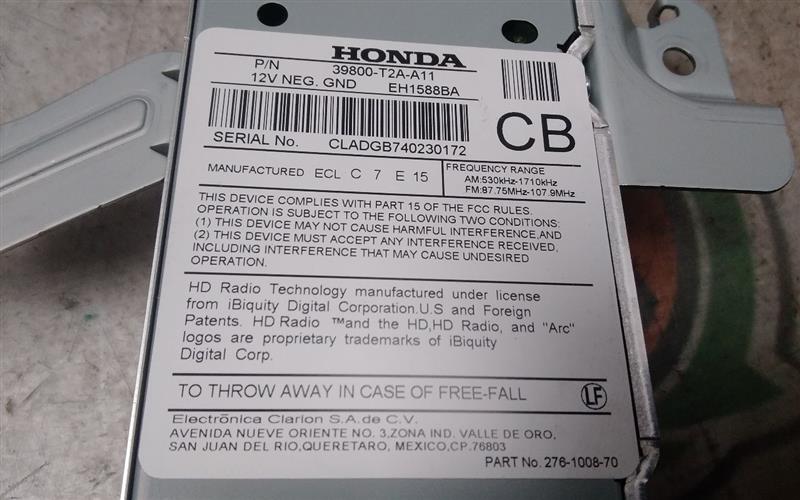 HONDA
P/N 39800-T2A-A11
12V NEG. GND EH1588BA
CB
SERIAL No. CLADGB740230172
MANUFACTURED ECL C 7 E 15
FREQUENCY RANGE
AM:530kHz-1710kHz
FM:87.75MHz-107.9MHz
THIS DEVICE COMPLIES WITH PART 15 OF THE FCC RULES.
OPERATION IS SUBJECT TO THE FOLLOWING TWO CONDITIONS:
(1) THIS DEVICE MAY NOT CAUSE HARMFUL INTERFERENCE,AND
(2) THIS DEVICE MUST ACCEPT ANY INTERFERENCE RECEIVED,
INCLUDING INTERFERENCE THAT MAY CAUSE UNDESIRED
OPERATION.
HD Radio Technology manufactured under license
from iBiquity Digital Corporation.U.S and Foreign
Patents. HD Radio ™and the HD,HD Radio, and "Arc"
logos are proprietary trademarks of iBiquity
Digital Corp.
TO THROW AWAY IN CASE OF FREE-FALL LF
Electrōnica Clarion S.A.de C.V.
AVENIDA NUEVE ORIENTE NO.3,ZONA IND. VALLE DE ORO,
SAN JUAN DEL RIO,QUERETARO, MEXICO,CP.76803
PART No. 276-1008-70